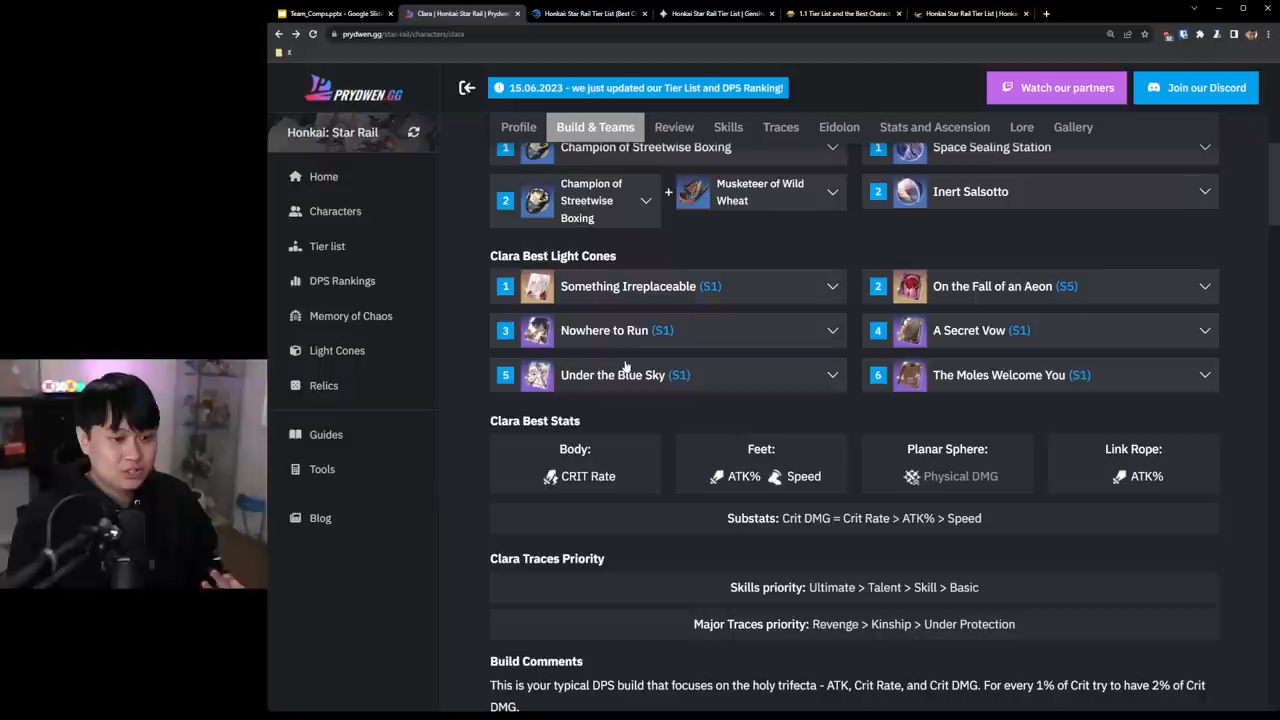 Team_Comps.pptx - Google Slid
Clara | Honkai: Star Rail | Prydwe
Honkai: Star Rail Tier List (Best C
Honkai Star Rail Tier List | Gensh
1.1 Tier List and the Best Charac
Honkai Star Rail Tier List | Honka
prydwen.gg/star-rail/characters/clara
X
PRYDWEN.GG
15.06.2023 - we just updated our Tier List and DPS Ranking!
Watch our partners
Join our Discord
Honkai: Star Rail
Profile
Build & Teams
Review
Skills
Traces
Eidolon
Stats and Ascension
Lore
Gallery
Home
Characters
Tier list
DPS Rankings
Memory of Chaos
Light Cones
Relics
Guides
Tools
Blog
1 Champion of Streetwise Boxing
1 Space Sealing Station
2 Champion of
Streetwise
Boxing
+ Musketeer of Wild
Wheat
2 Inert Salsotto
Clara Best Light Cones
1 Something Irreplaceable (S1)
2 On the Fall of an Aeon (S5)
3 Nowhere to Run (S1)
4 A Secret Vow (S1)
5 Under the Blue Sky (S1)
6 The Moles Welcome You (S1)
Clara Best Stats
Body:
CRIT Rate
Feet:
ATK% Speed
Planar Sphere:
Physical DMG
Link Rope:
ATK%
Substats: Crit DMG = Crit Rate > ATK% > Speed
Clara Traces Priority
Skills priority: Ultimate > Talent > Skill > Basic
Major Traces priority: Revenge > Kinship > Under Protection
Build Comments
This is your typical DPS build that focuses on the holy trifecta - ATK, Crit Rate, and Crit DMG. For every 1% of Crit try to have 2% of Crit
DMG.